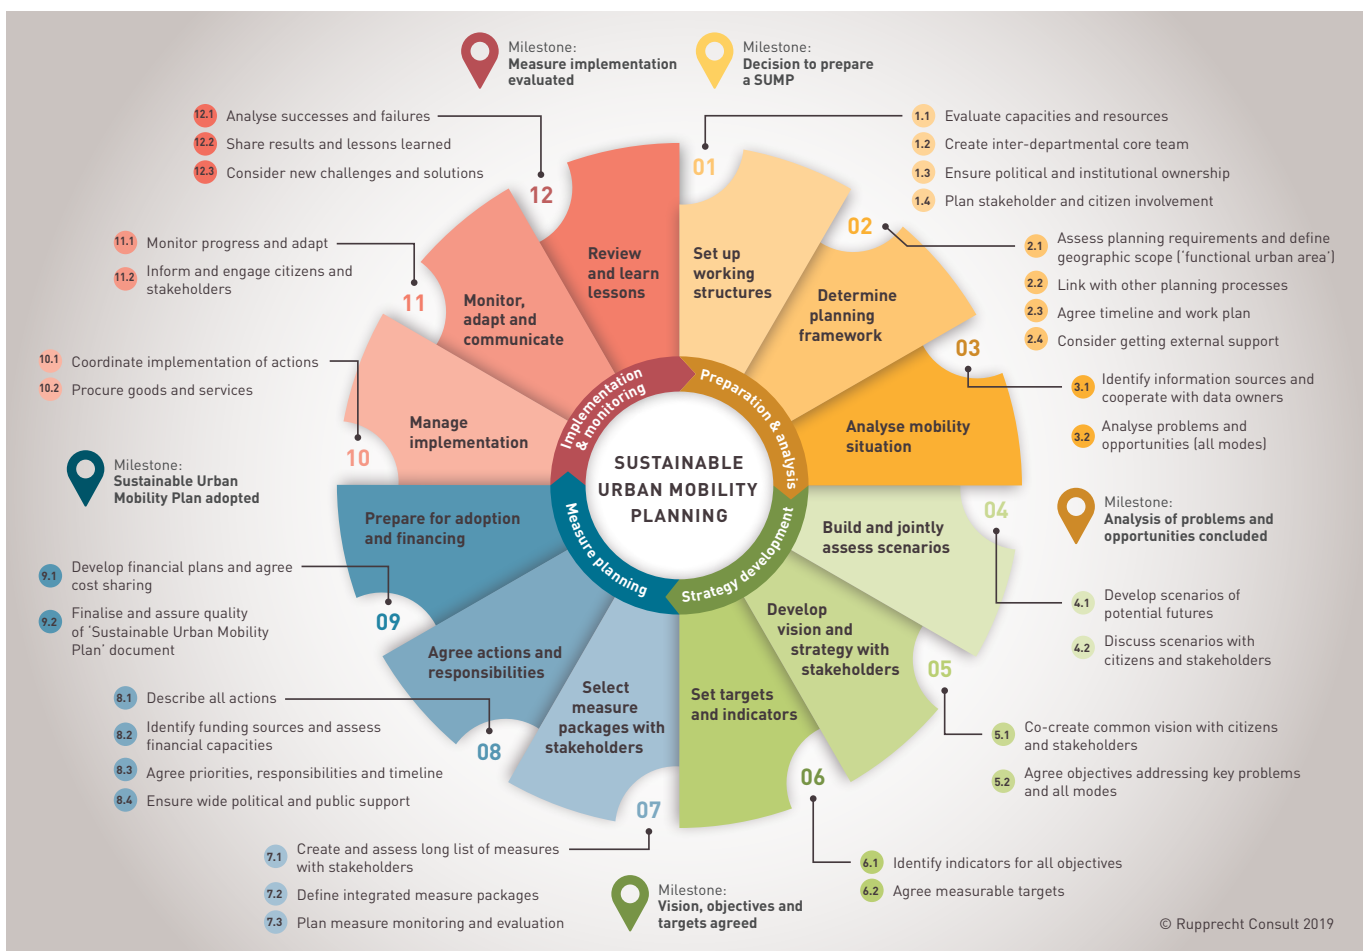 Milestone:
Measure implementation
evaluated
Milestone:
Decision to prepare
a SUMP
12.1 Analyse successes and failures
12.2 Share results and lessons learned
12.3 Consider new challenges and solutions
1.1 Evaluate capacities and resources
1.2 Create inter-departmental core team
1.3 Ensure political and institutional ownership
1.4 Plan stakeholder and citizen involvement
01
Set up
working
structures
02
Determine
planning
framework
2.1 Assess planning requirements and define
geographic scope (‘functional urban area’)
2.2 Link with other planning processes
2.3 Agree timeline and work plan
2.4 Consider getting external support
03
Analyse mobility
situation
3.1 Identify information sources and
cooperate with data owners
3.2 Analyse problems and
opportunities (all modes)
Milestone:
Analysis of problems and
opportunities concluded
04
Build and jointly
assess scenarios
4.1 Develop scenarios of
potential futures
4.2 Discuss scenarios with
citizens and stakeholders
05
Develop
vision and
strategy with
stakeholders
5.1 Co-create common vision with citizens
and stakeholders
5.2 Agree objectives addressing key problems
and all modes
06
Set targets
and indicators
6.1 Identify indicators for all objectives
6.2 Agree measurable targets
Milestone:
Vision, objectives and
targets agreed
07
Select
measure
packages with
stakeholders
7.1 Create and assess long list of measures
with stakeholders
7.2 Define integrated measure packages
7.3 Plan measure monitoring and evaluation
08
Agree actions and
responsibilities
8.1 Describe all actions
8.2 Identify funding sources and assess
financial capacities
8.3 Agree priorities, responsibilities and timeline
8.4 Ensure wide political and public support
09
Prepare for adoption
and financing
9.1 Develop financial plans and agree
cost sharing
9.2 Finalise and assure quality
of ‘Sustainable Urban Mobility
Plan’ document
Milestone:
Sustainable Urban
Mobility Plan adopted
10
Manage
implementation
10.1 Coordinate implementation of actions
10.2 Procure goods and services
11
Monitor,
adapt and
communicate
11.1 Monitor progress and adapt
11.2 Inform and engage citizens and
stakeholders
12
Review
and learn
lessons
Preparation & analysis
Strategy development
Measure planning
Implementation
& monitoring
SUSTAINABLE
URBAN MOBILITY
PLANNING
© Rupprecht Consult 2019